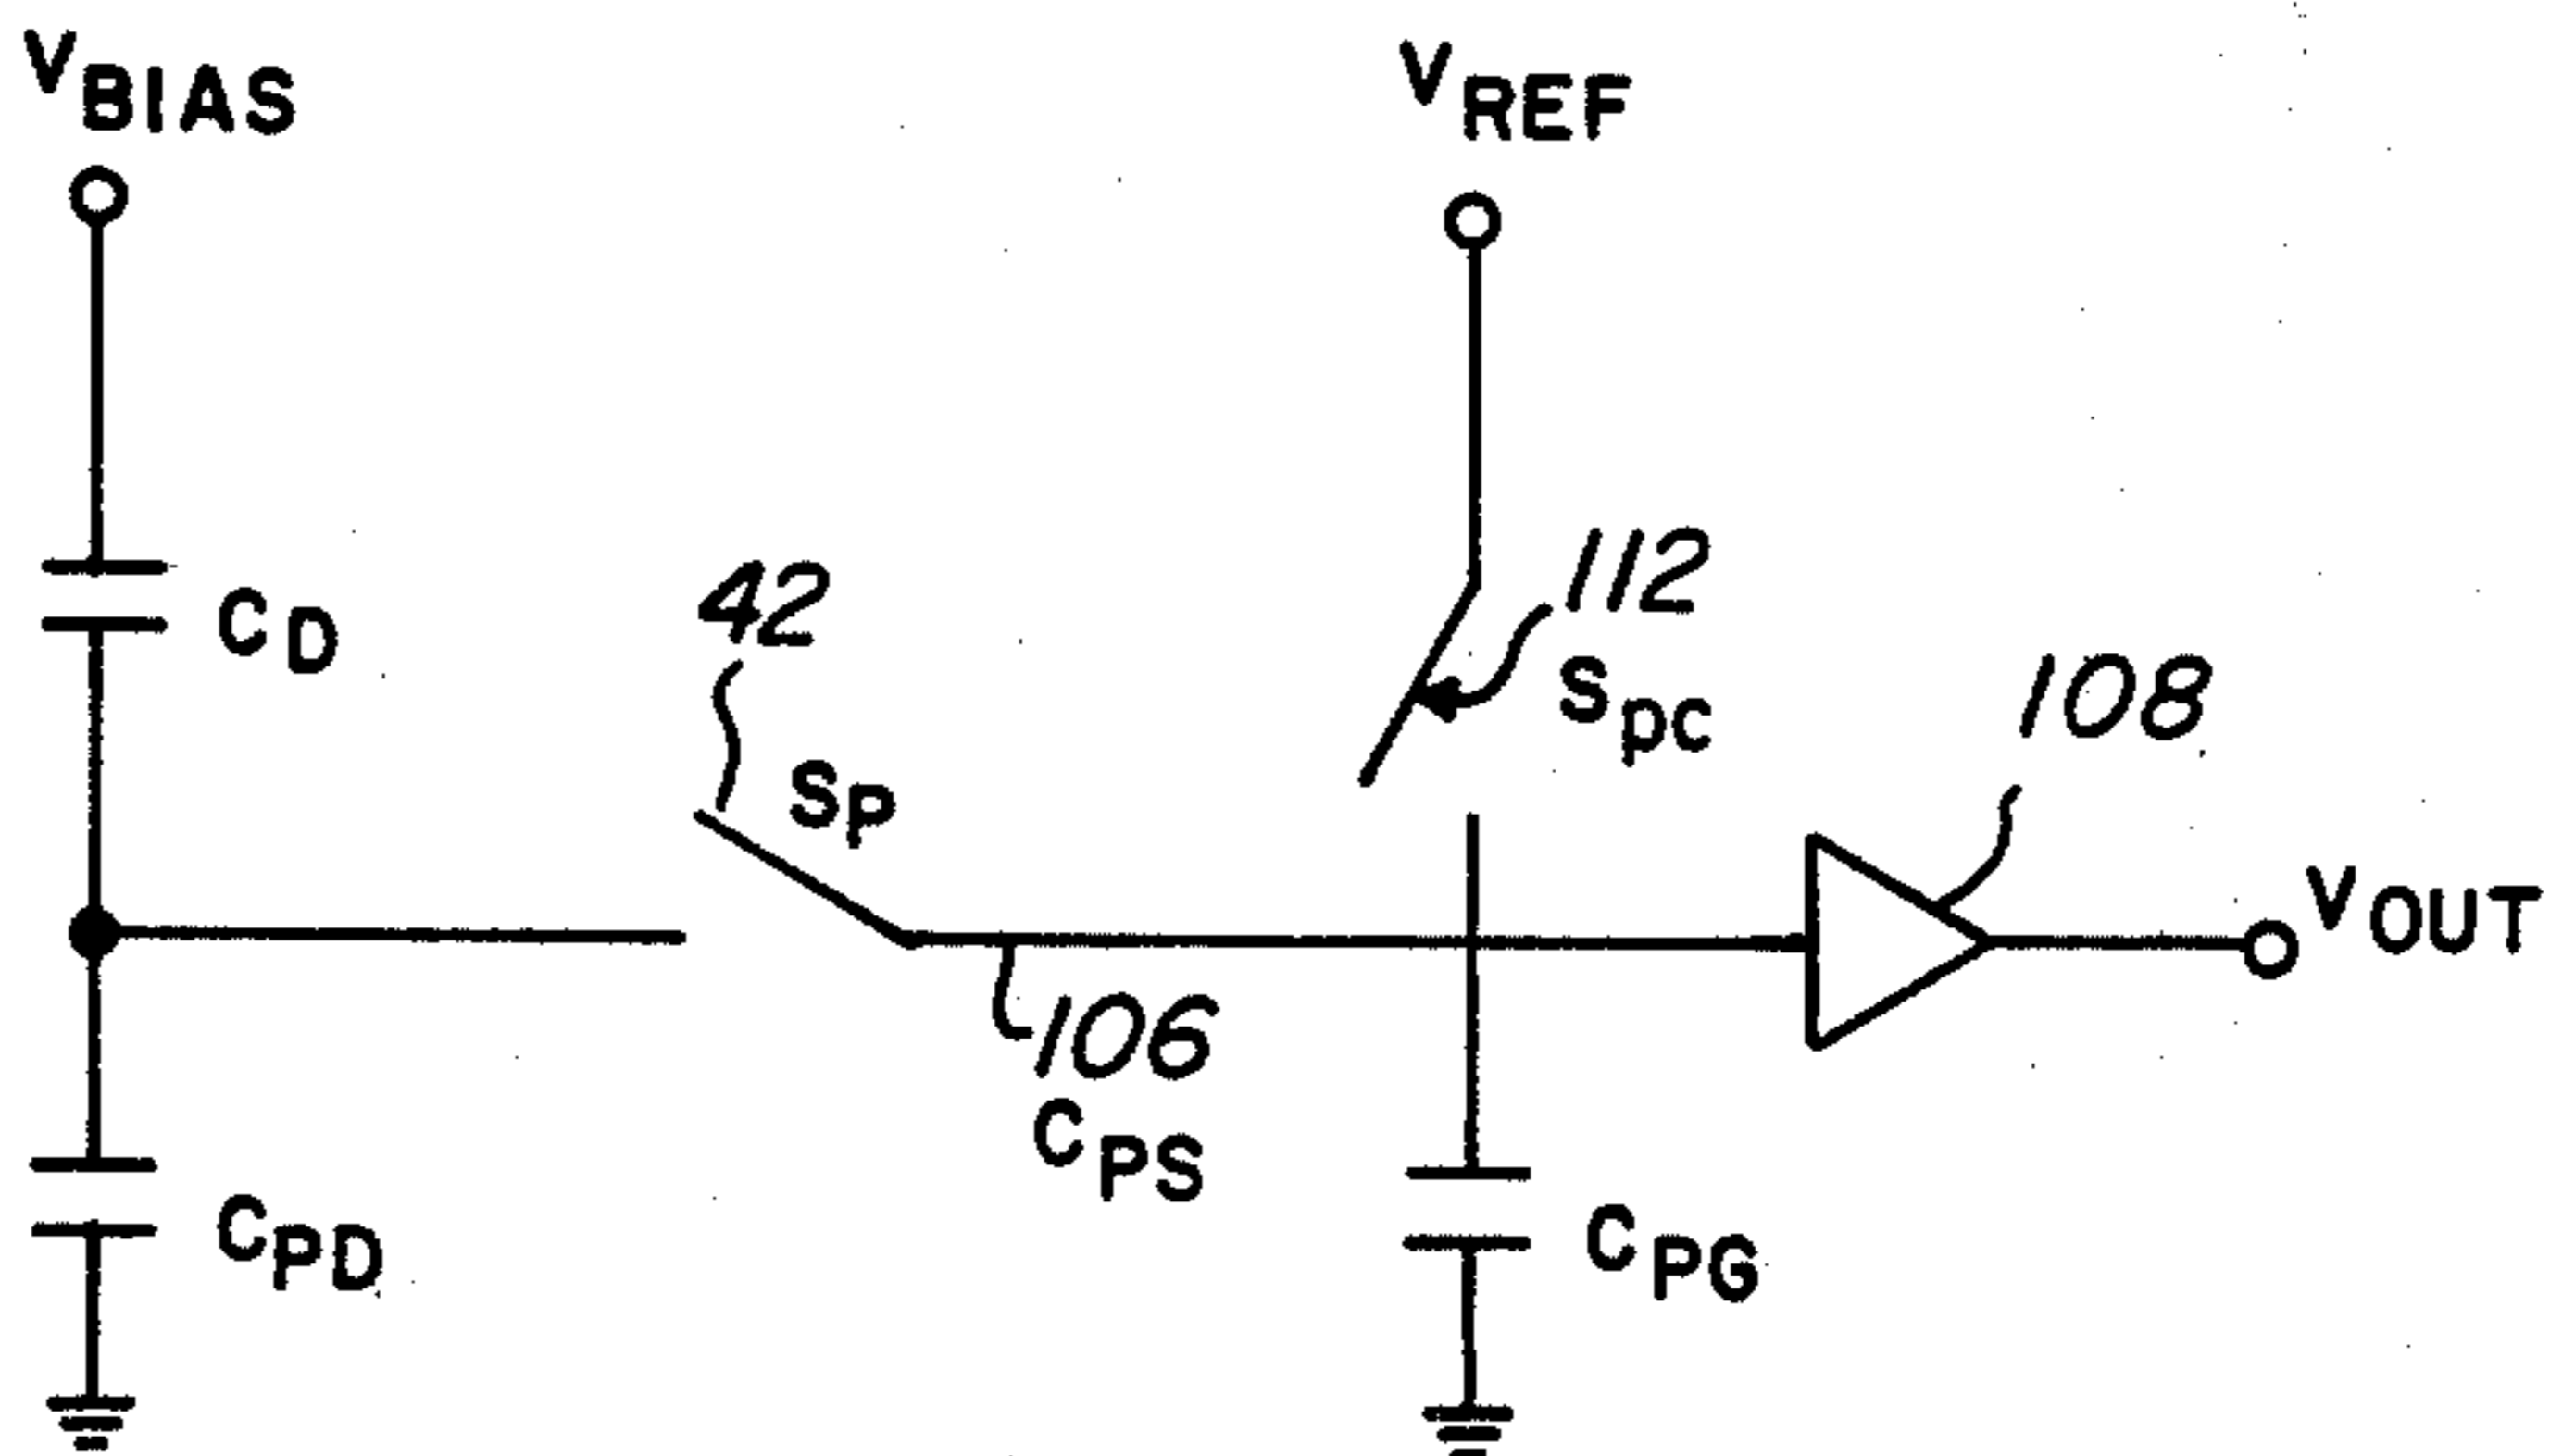 VBIAS
VREF
CD
42
112
SP
SPC
108
VOUT
106
CPS
CPD
CPG